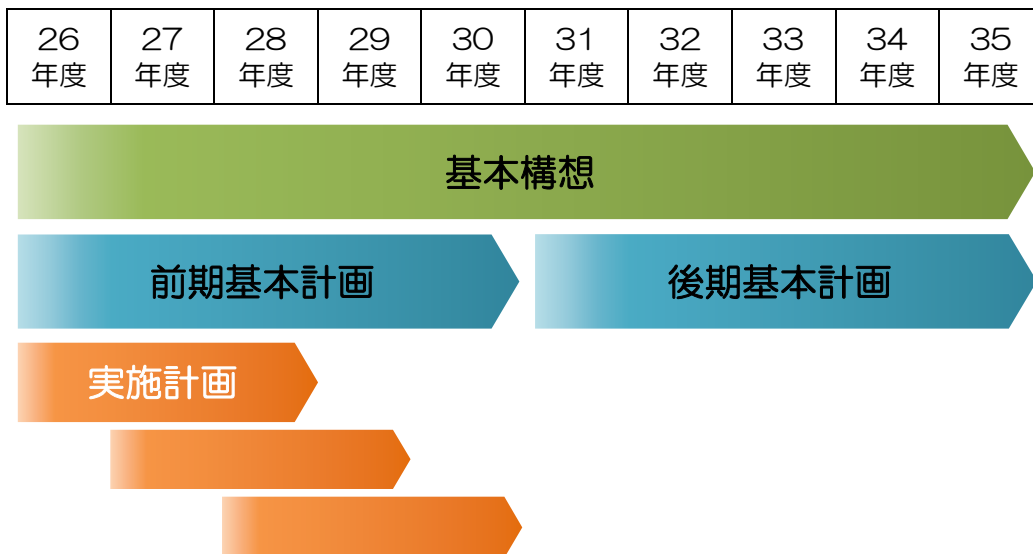 26 27 28 29 30 31 32 33 34 35
年度 年度 年度 年度 年度 年度 年度 年度 年度 年度
基本構想
前期基本計画 後期基本計画
実施計画